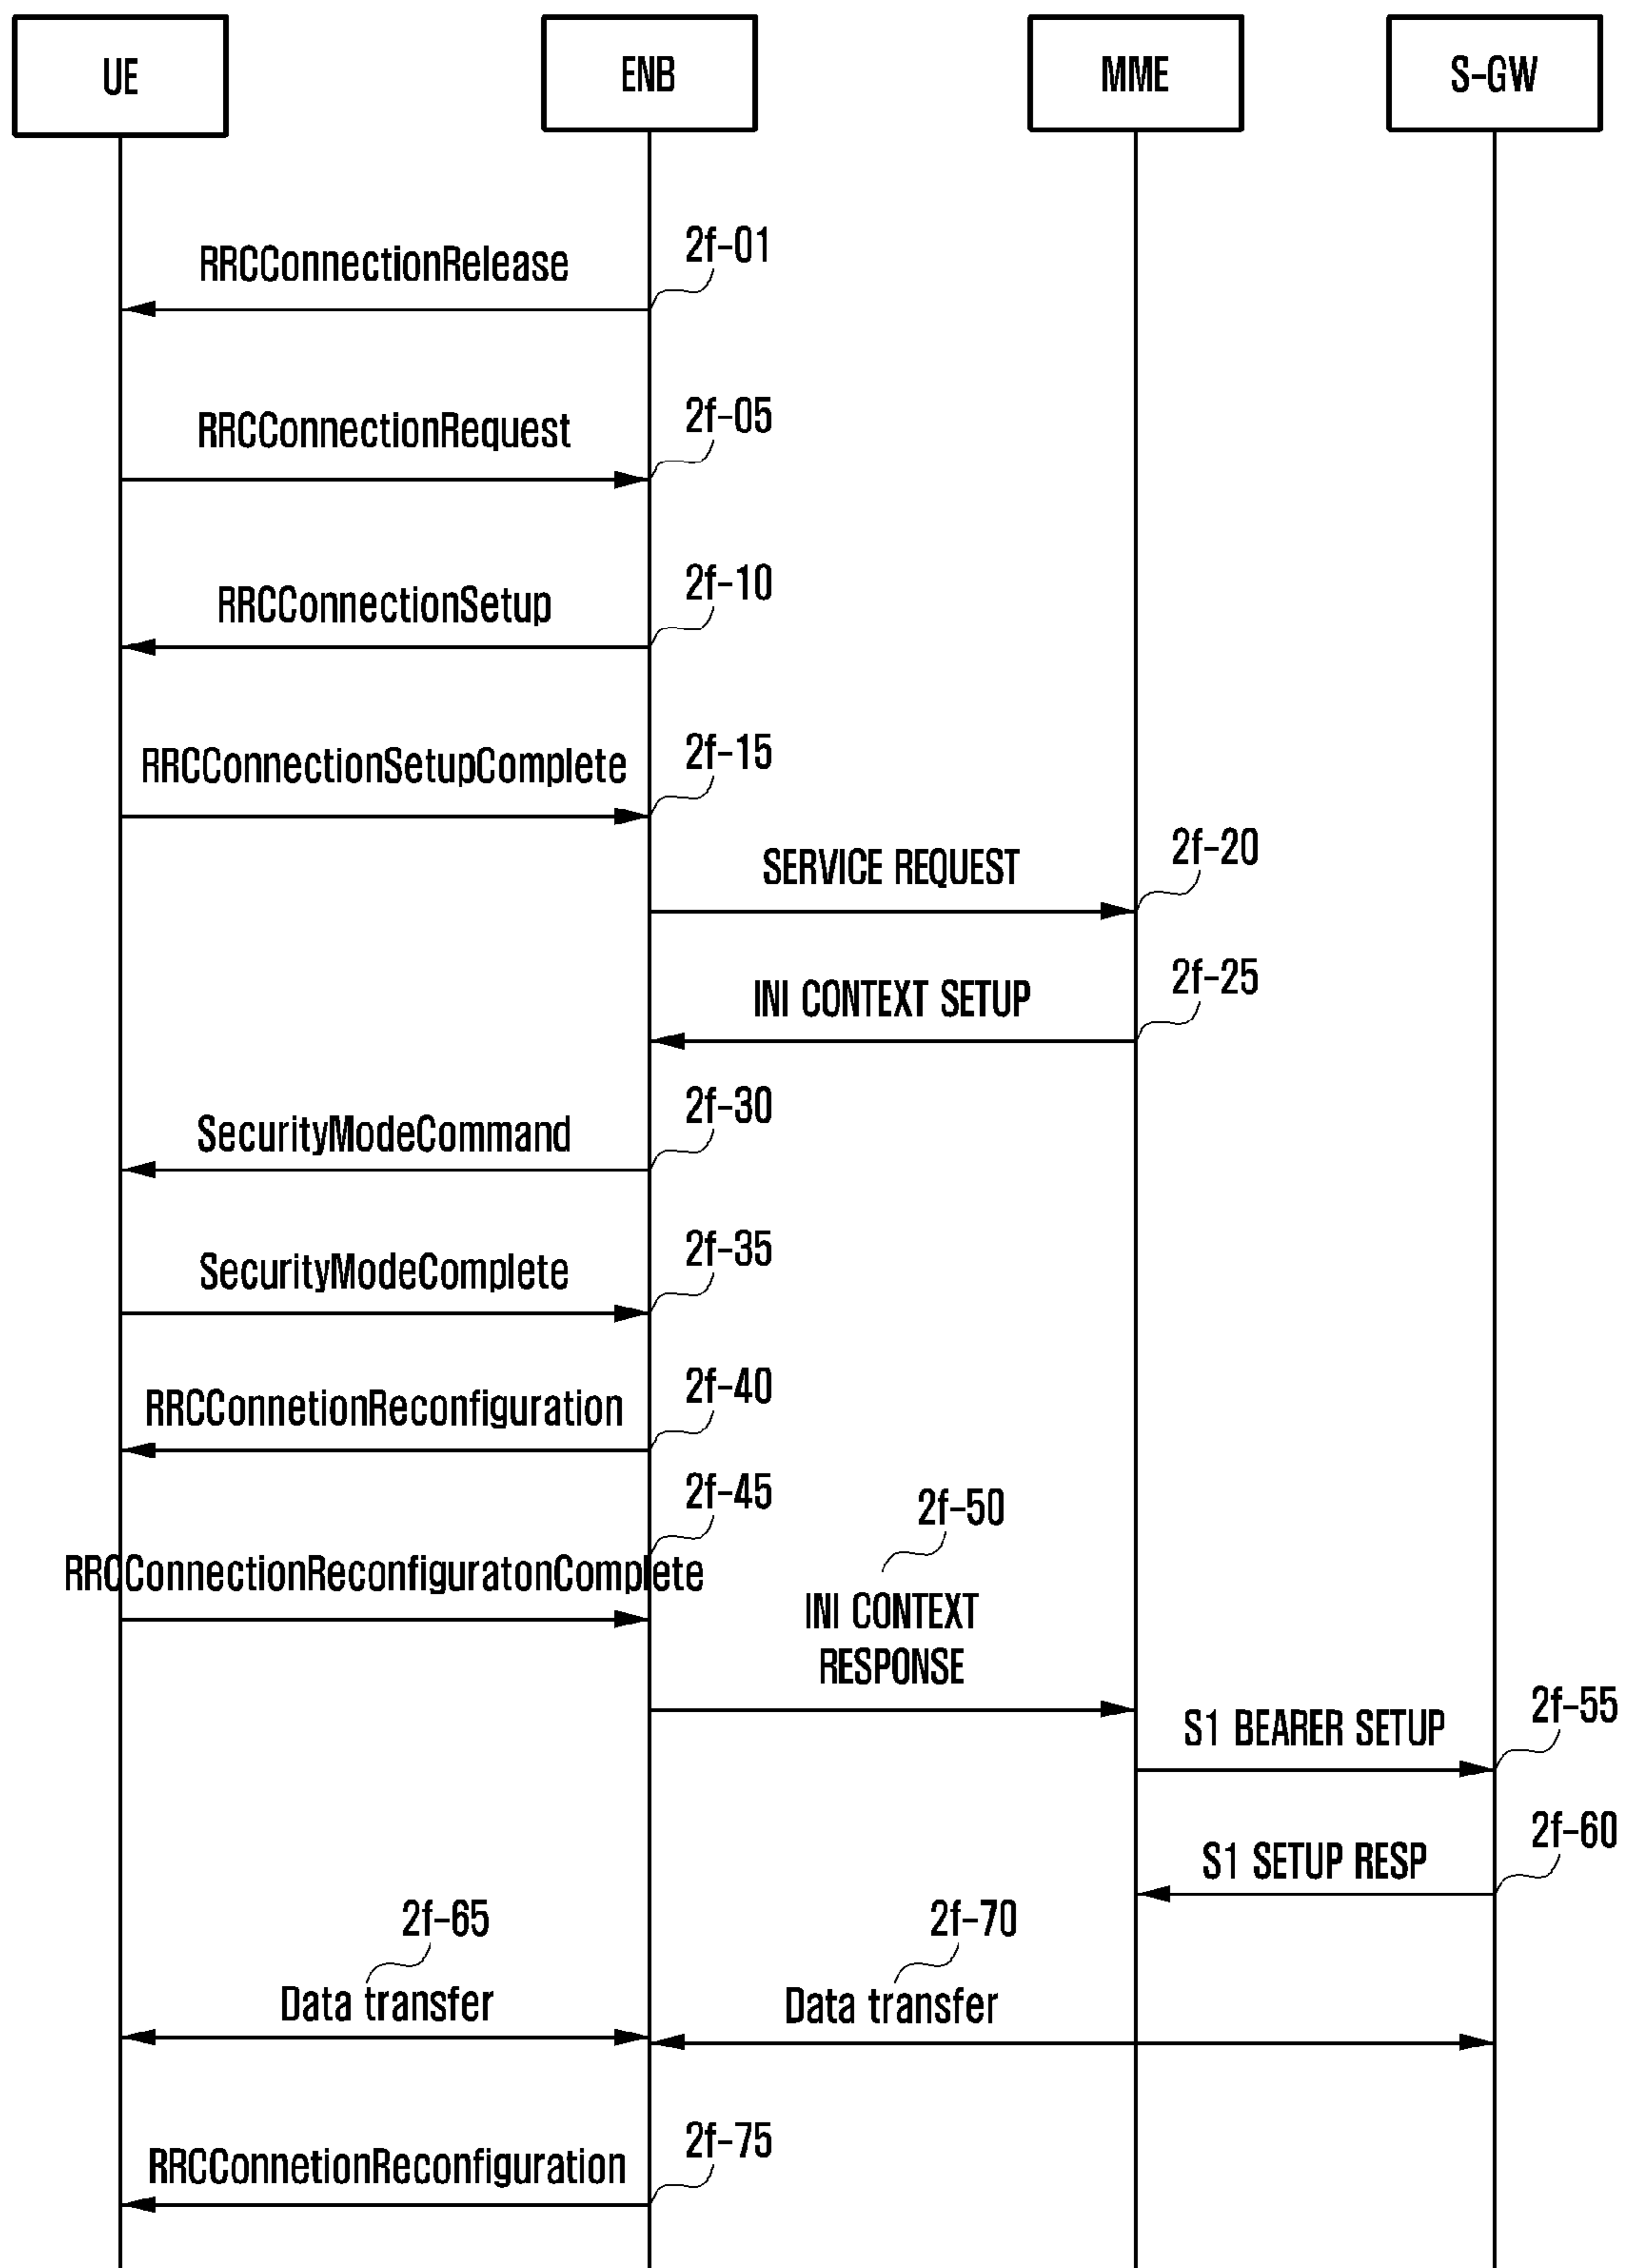 UE
ENB
MME
S-GW
2f-01
RRCConnectionRelease
2f-05
RRCConnectionRequest
2f-10
RRCConnectionSetup
2f-15
RRCConnectionSetupComplete
2f-20
SERVICE REQUEST
2f-25
INI CONTEXT SETUP
2f-30
SecurityModeCommand
2f-35
SecurityModeComplete
2f-40
RRCConnetionReconfiguration
2f-45
RRCConnectionReconfiguratonComplete
2f-50
INI CONTEXT
RESPONSE
2f-55
S1 BEARER SETUP
2f-60
S1 SETUP RESP
2f-65
Data transfer
2f-70
Data transfer
2f-75
RRCConnetionReconfiguration